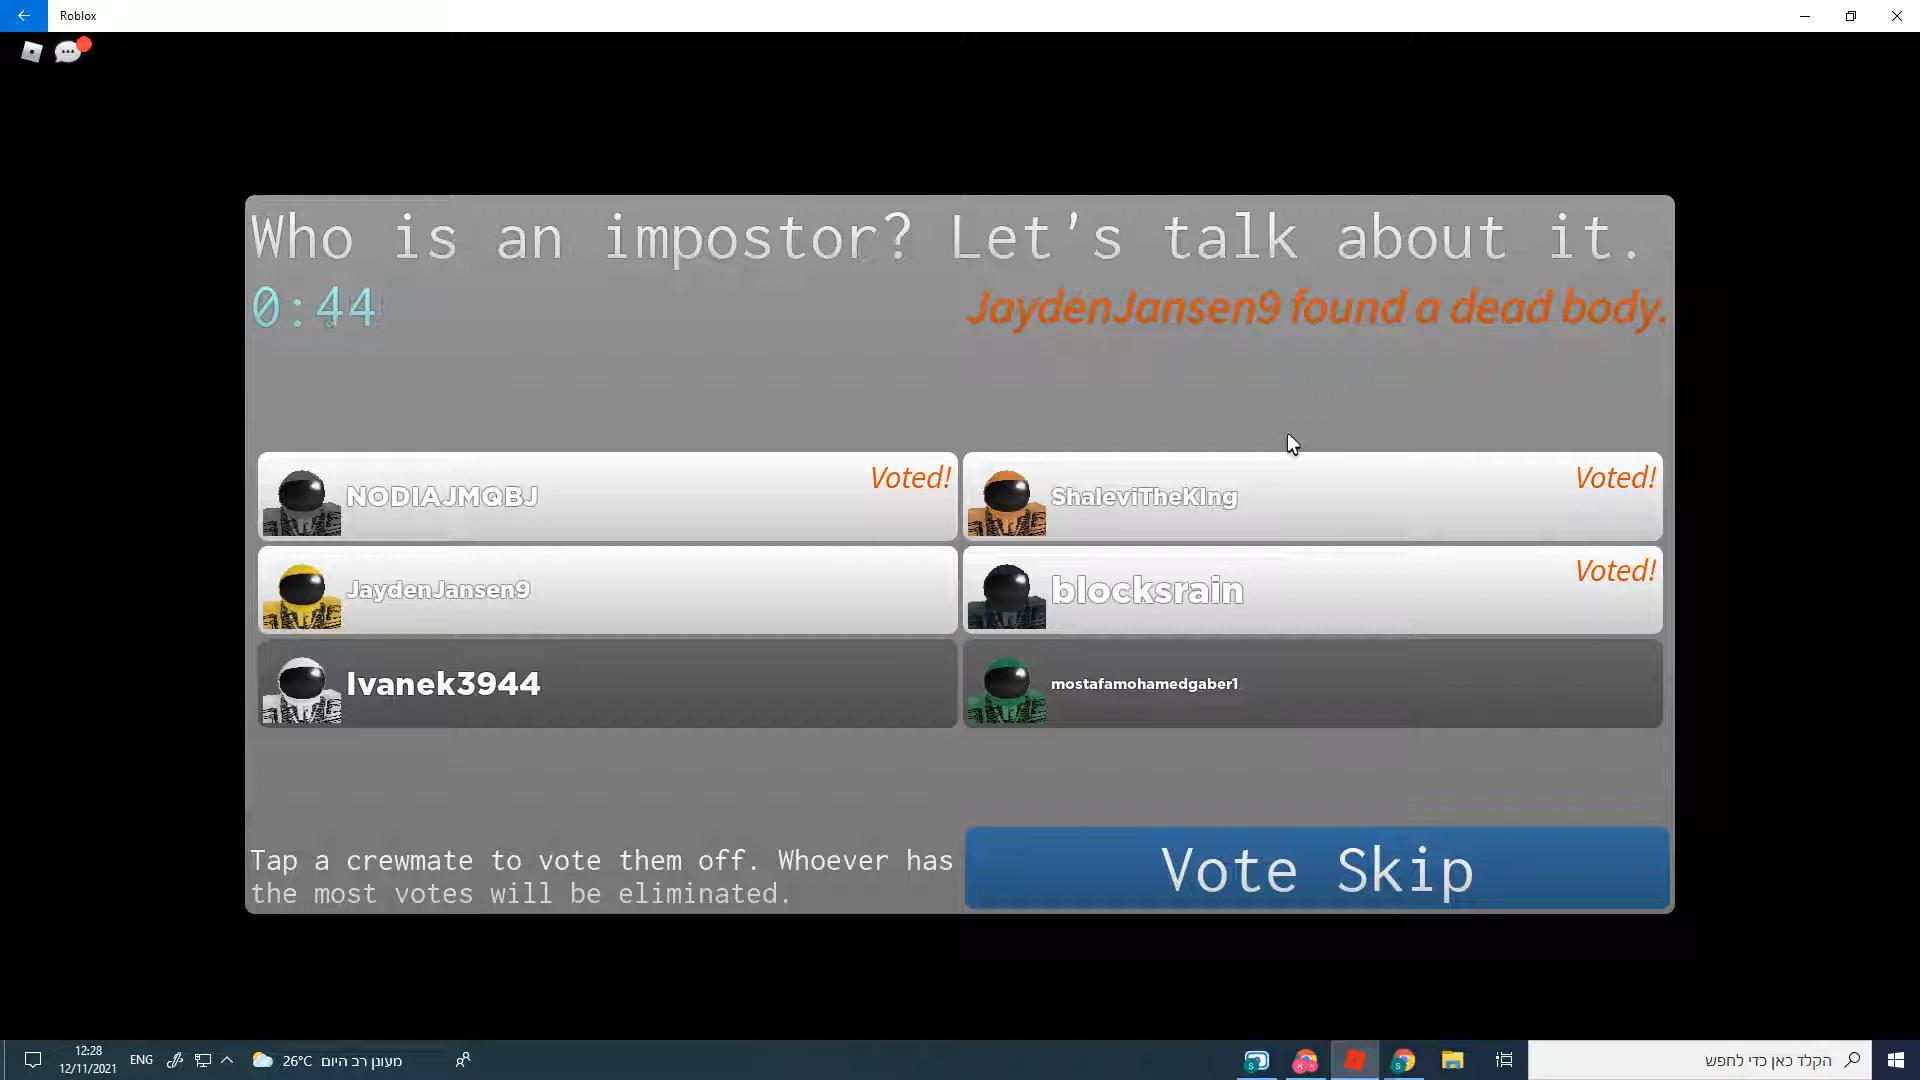 Roblox
Who is an impostor? Let's talk about it.
0:44
JaydenJansen9 found a dead body.
NODIAJMQBJ
Voted!
ShaleviTheKIng
Voted!
JaydenJansen9
blocksrain
Voted!
Ivanek3944
mostafamohamedgaber1
Tap a crewmate to vote them off. Whoever has
the most votes will be eliminated.
Vote Skip
12:28
12/11/2021
ENG
26°C
מעונן רב היום
הקלד כאן כדי לחפש